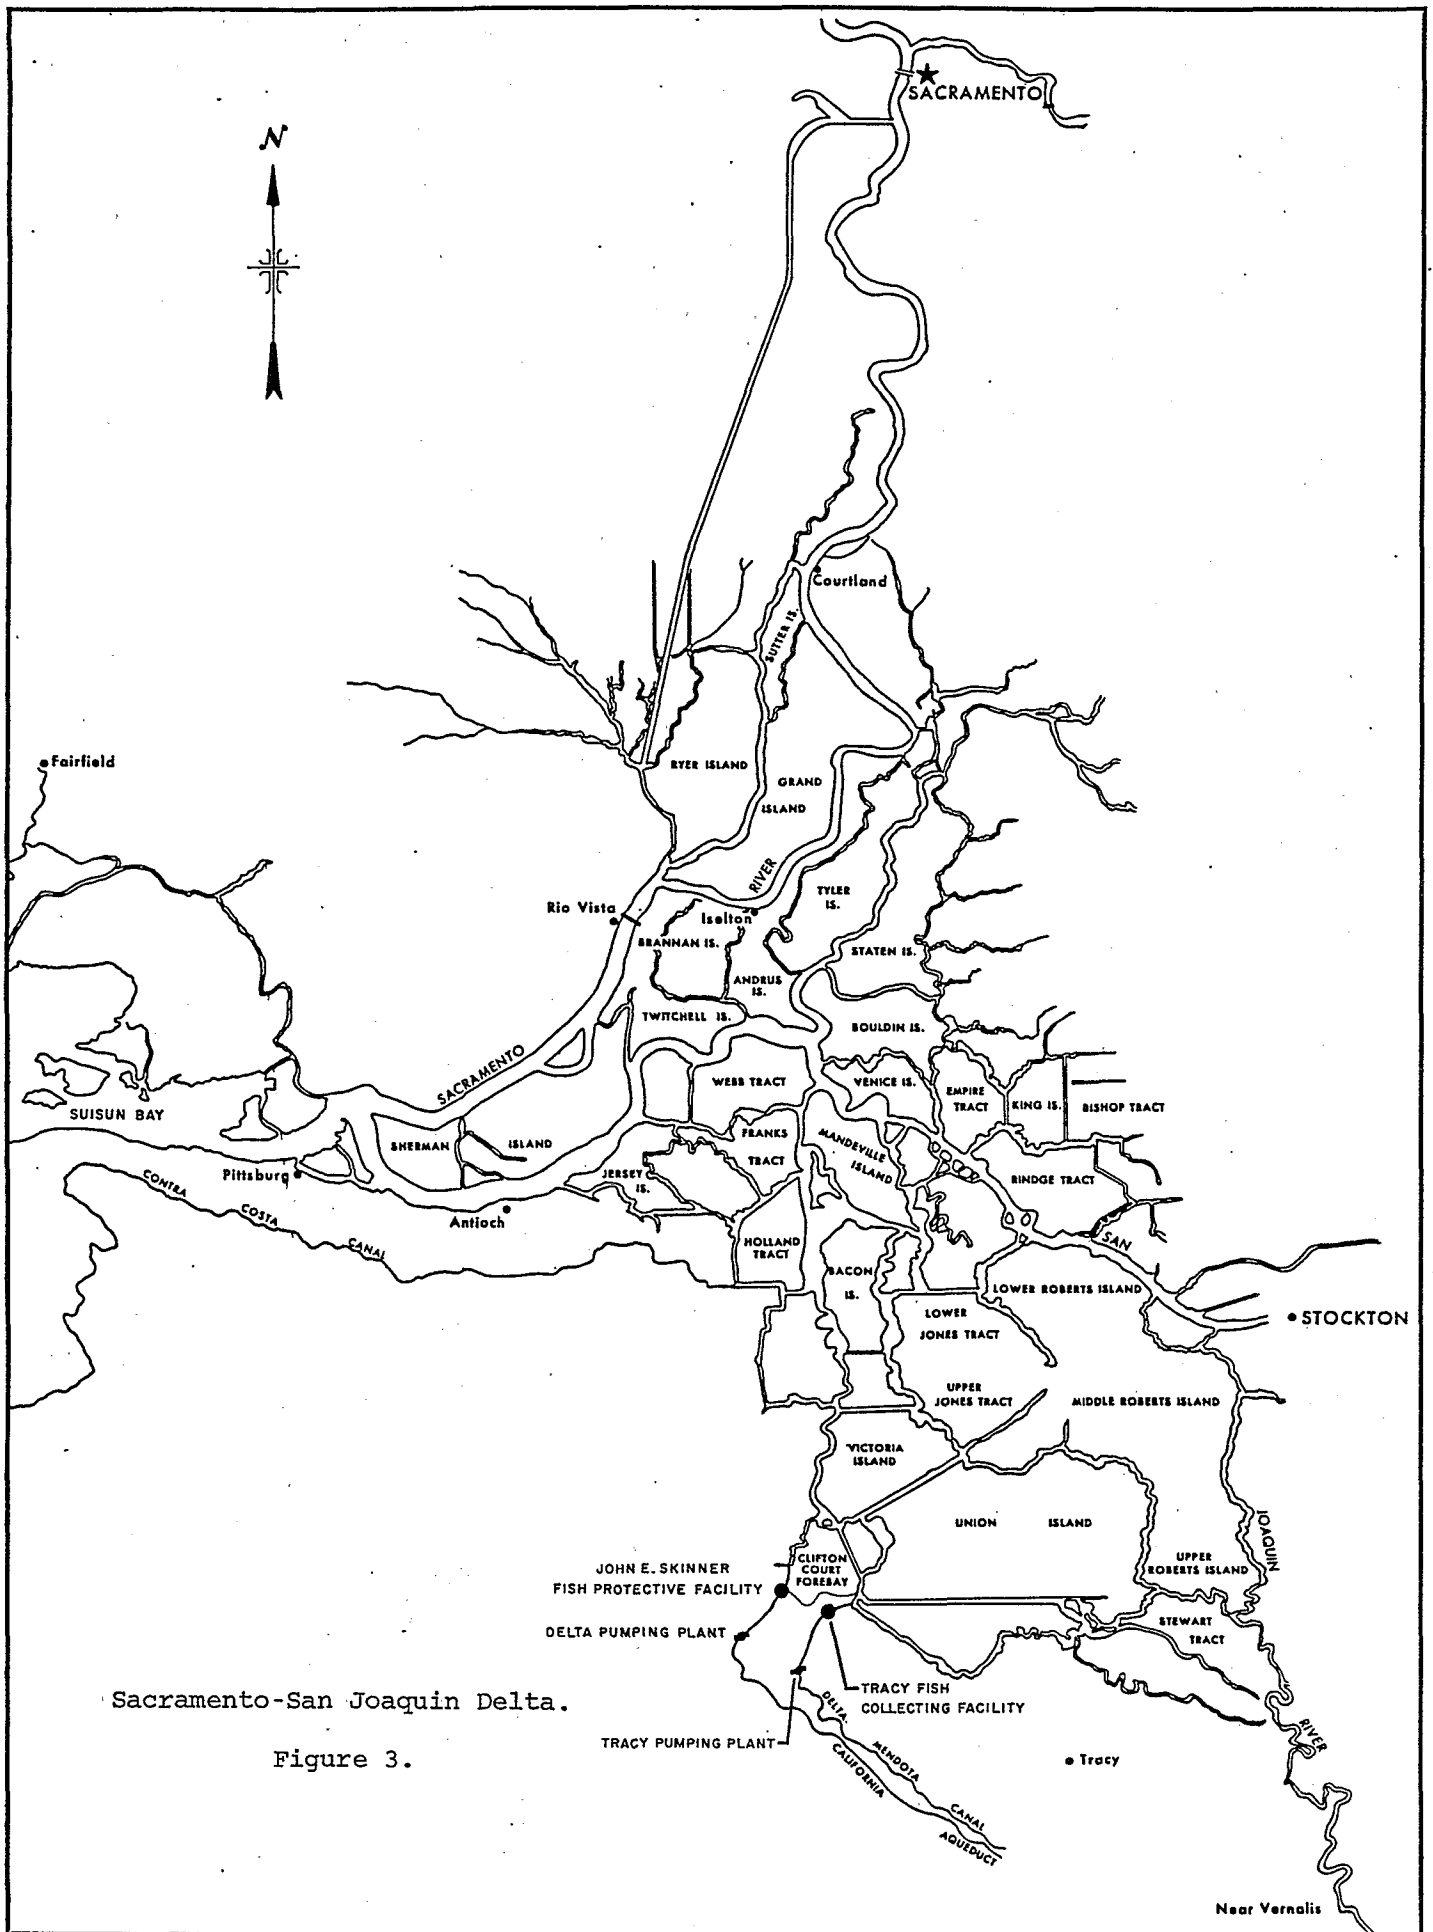 SACRAMENTO
N
Courtland
SUTTER IS.
RYER ISLAND
GRAND
ISLAND
Fairfield
RIVER
TYLER
IS.
Rio Vista
Iselton
BRANNAN IS.
STATEN IS.
ANDRUS
IS.
TWITCHELL IS.
BOULDIN IS.
SACRAMENTO
WEBB TRACT
VENICE IS.
EMPIRE
TRACT
KING IS.
BISHOP TRACT
SUISUN BAY
SHERMAN
ISLAND
FRANKS
TRACT
MANDEVILLE
ISLAND
Pittsburg
JERSEY
IS.
RINDGE TRACT
CONTRA
COSTA
CANAL
Antioch
HOLLAND
TRACT
SAN
BACON
IS.
LOWER ROBERTS ISLAND
LOWER
JONES TRACT
STOCKTON
UPPER
JONES TRACT
MIDDLE ROBERTS ISLAND
VICTORIA
ISLAND
UNION ISLAND
JOAQUIN
CLIFTON
COURT
FOREBAY
UPPER
ROBERTS ISLAND
JOHN E. SKINNER
FISH PROTECTIVE FACILITY
STEWART
TRACT
DELTA PUMPING PLANT
TRACY FISH
COLLECTING FACILITY
Sacramento-San Joaquin Delta.
DELTA
MENDOTA
CANAL
RIVER
TRACY PUMPING PLANT
Figure 3.
CALIFORNIA
AQUEDUCT
Tracy
Near Vernalis